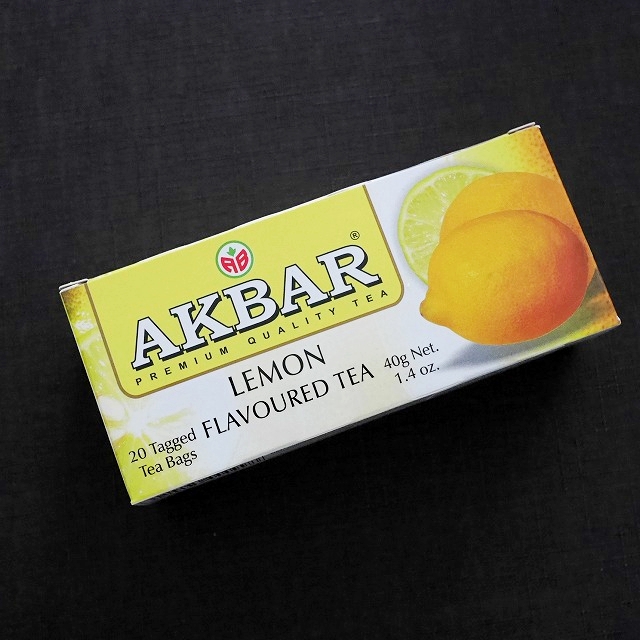 AB
AKBAR®
PREMIUM QUALITY TEA
LEMON
FLAVOURED TEA
20 Tagged
Tea Bags
40g Net.
1.4 oz.